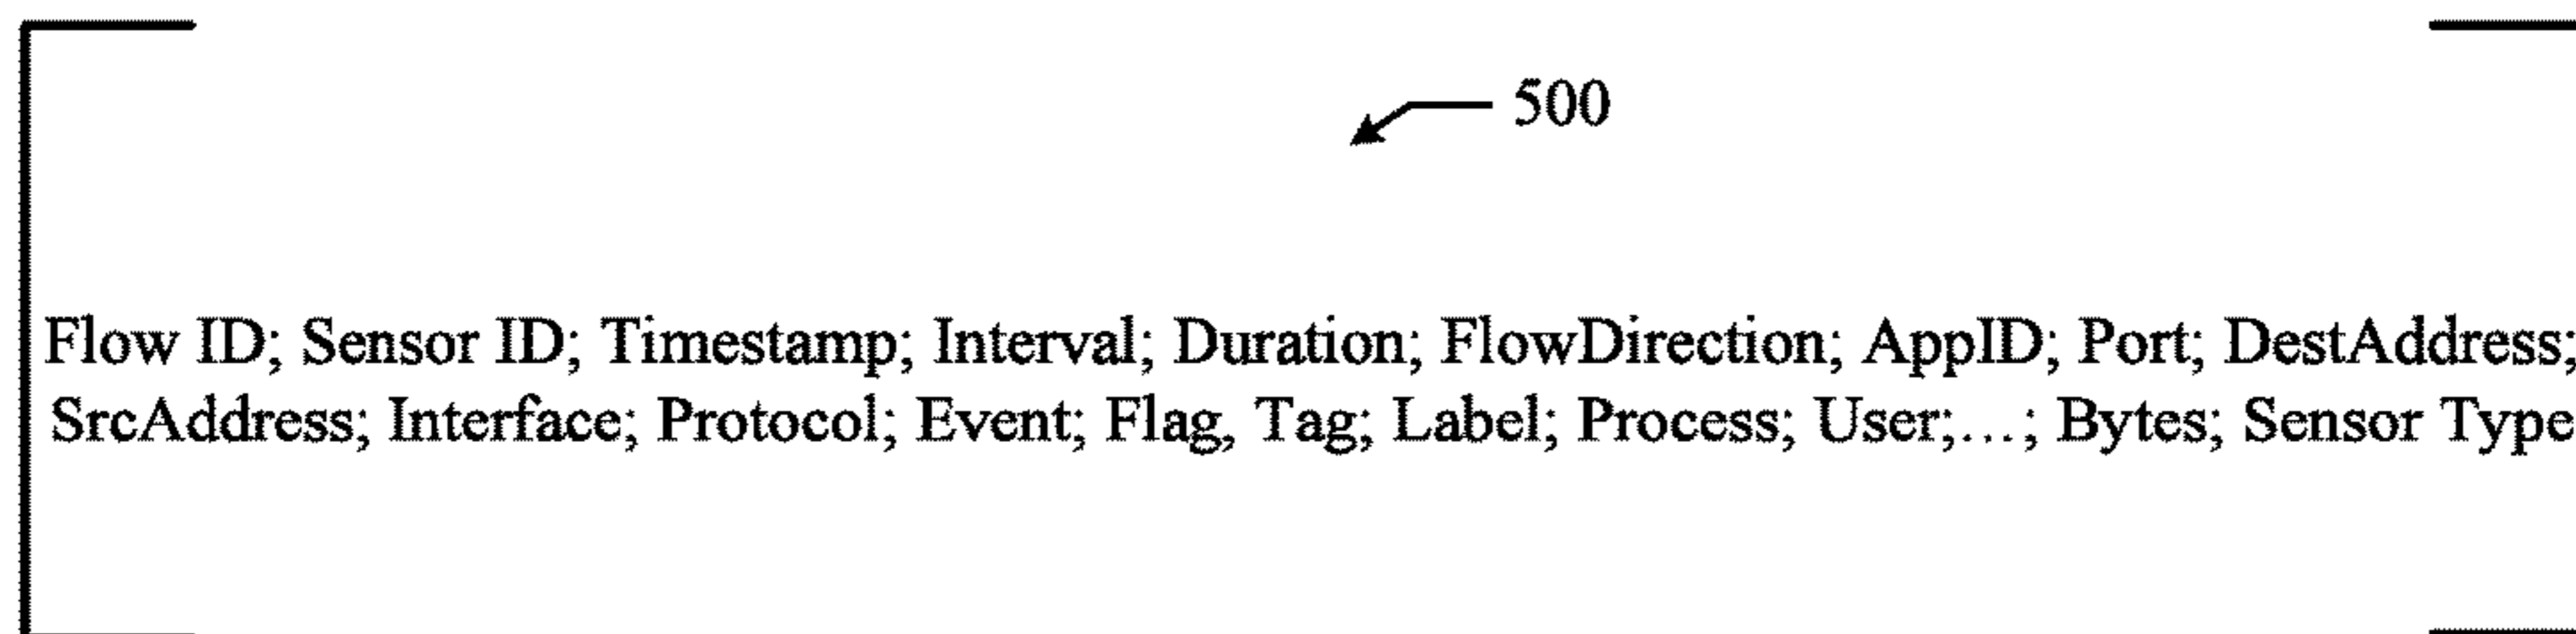 500
Flow ID; Sensor ID; Timestamp; Interval; Duration; FlowDirection; AppID; Port; DestAddress;
SrcAddress; Interface; Protocol; Event; Flag, Tag; Label; Process; User;...; Bytes; Sensor Type